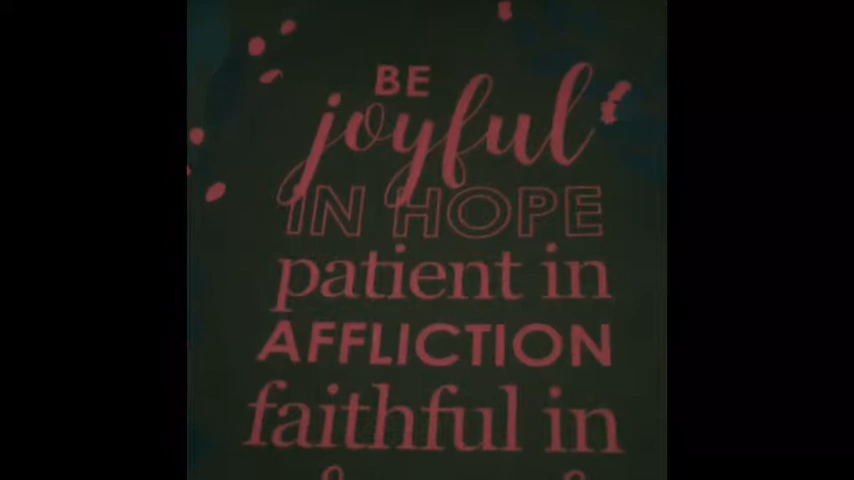 BE
joyful
IN HOPE
patient in
AFFLICTION
faithful in